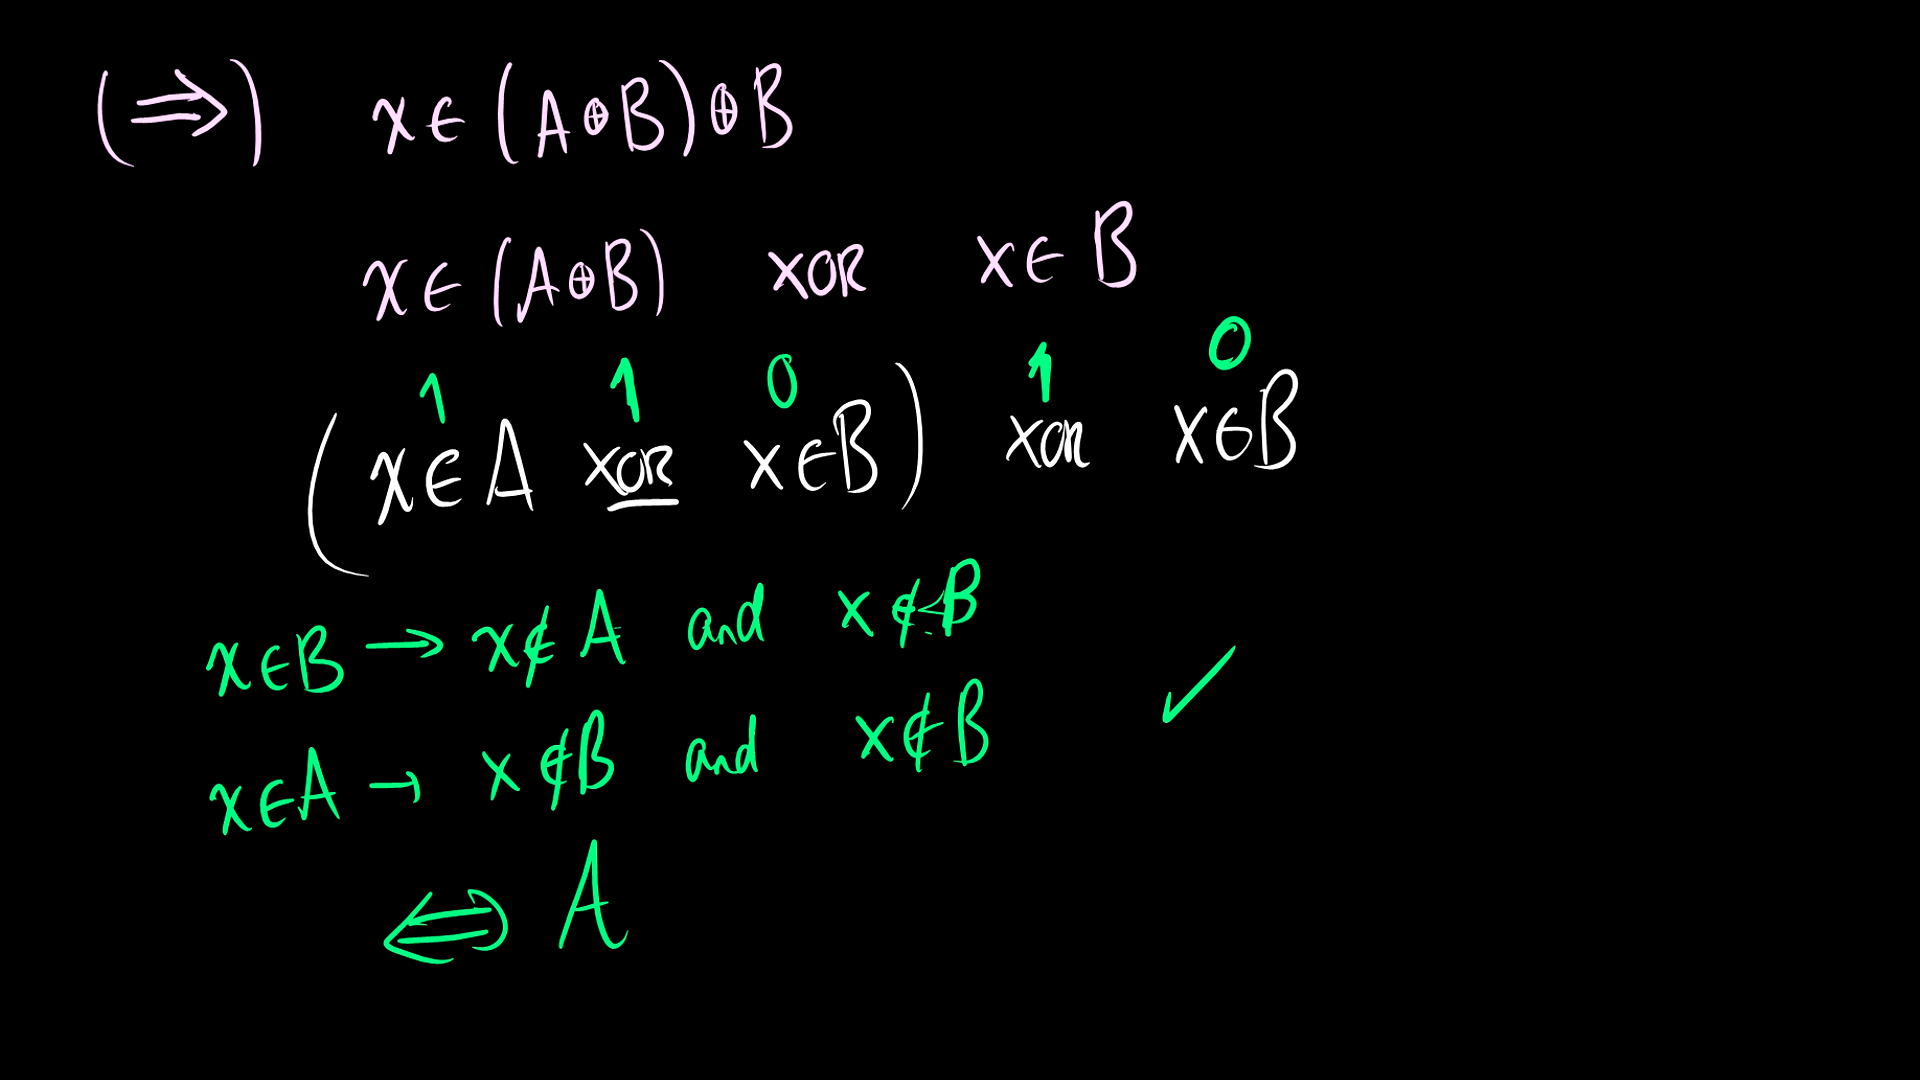 (⇒) x∈(A⊕B)⊕B
x∈(A⊕B) XOR x∈B
1 1 0 1 0
(x∈A XOR x∈B) XOR x∈B
x∈B → x∉A and x∉B
x∈A → x∉B and x∉B ✓
⇔ A